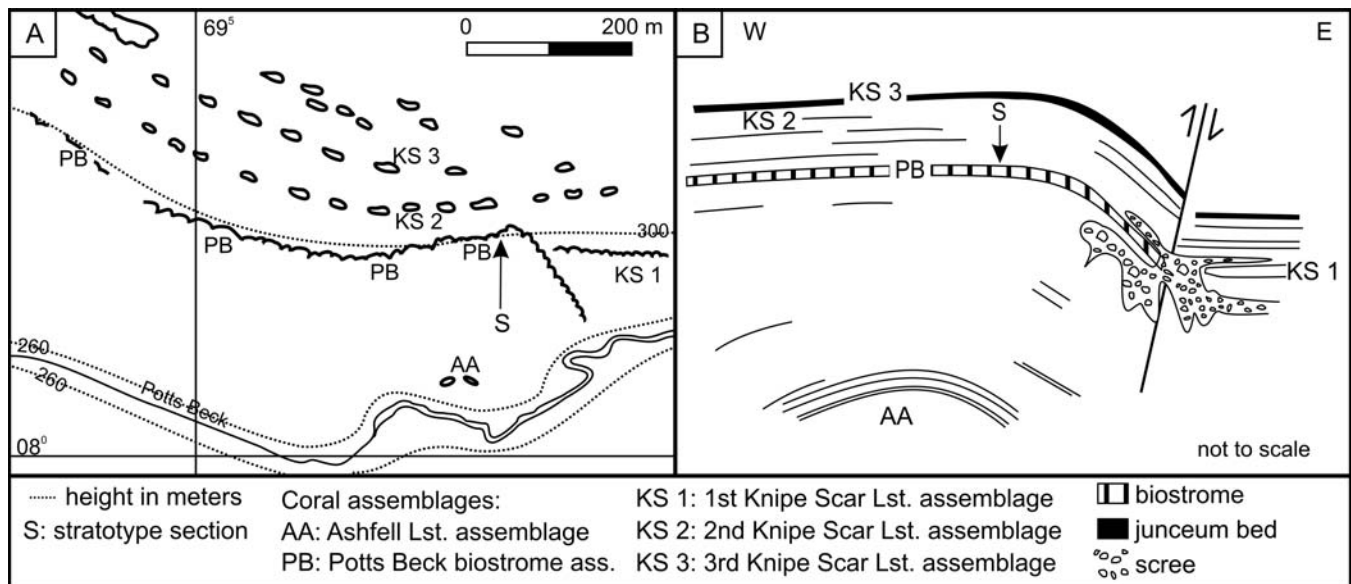 A
69⁵
0 200 m
PB
KS 3
KS 2
PB
PB
PB
300
KS 1
S
AA
260
260
Potts Beck
08⁰
B
W
E
KS 3
KS 2
S
PB
KS 1
AA
not to scale
height in meters
S: stratotype section
Coral assemblages:
AA: Ashfell Lst. assemblage
PB: Potts Beck biostrome ass.
KS 1: 1st Knipe Scar Lst. assemblage
KS 2: 2nd Knipe Scar Lst. assemblage
KS 3: 3rd Knipe Scar Lst. assemblage
biostrome
junceum bed
scree